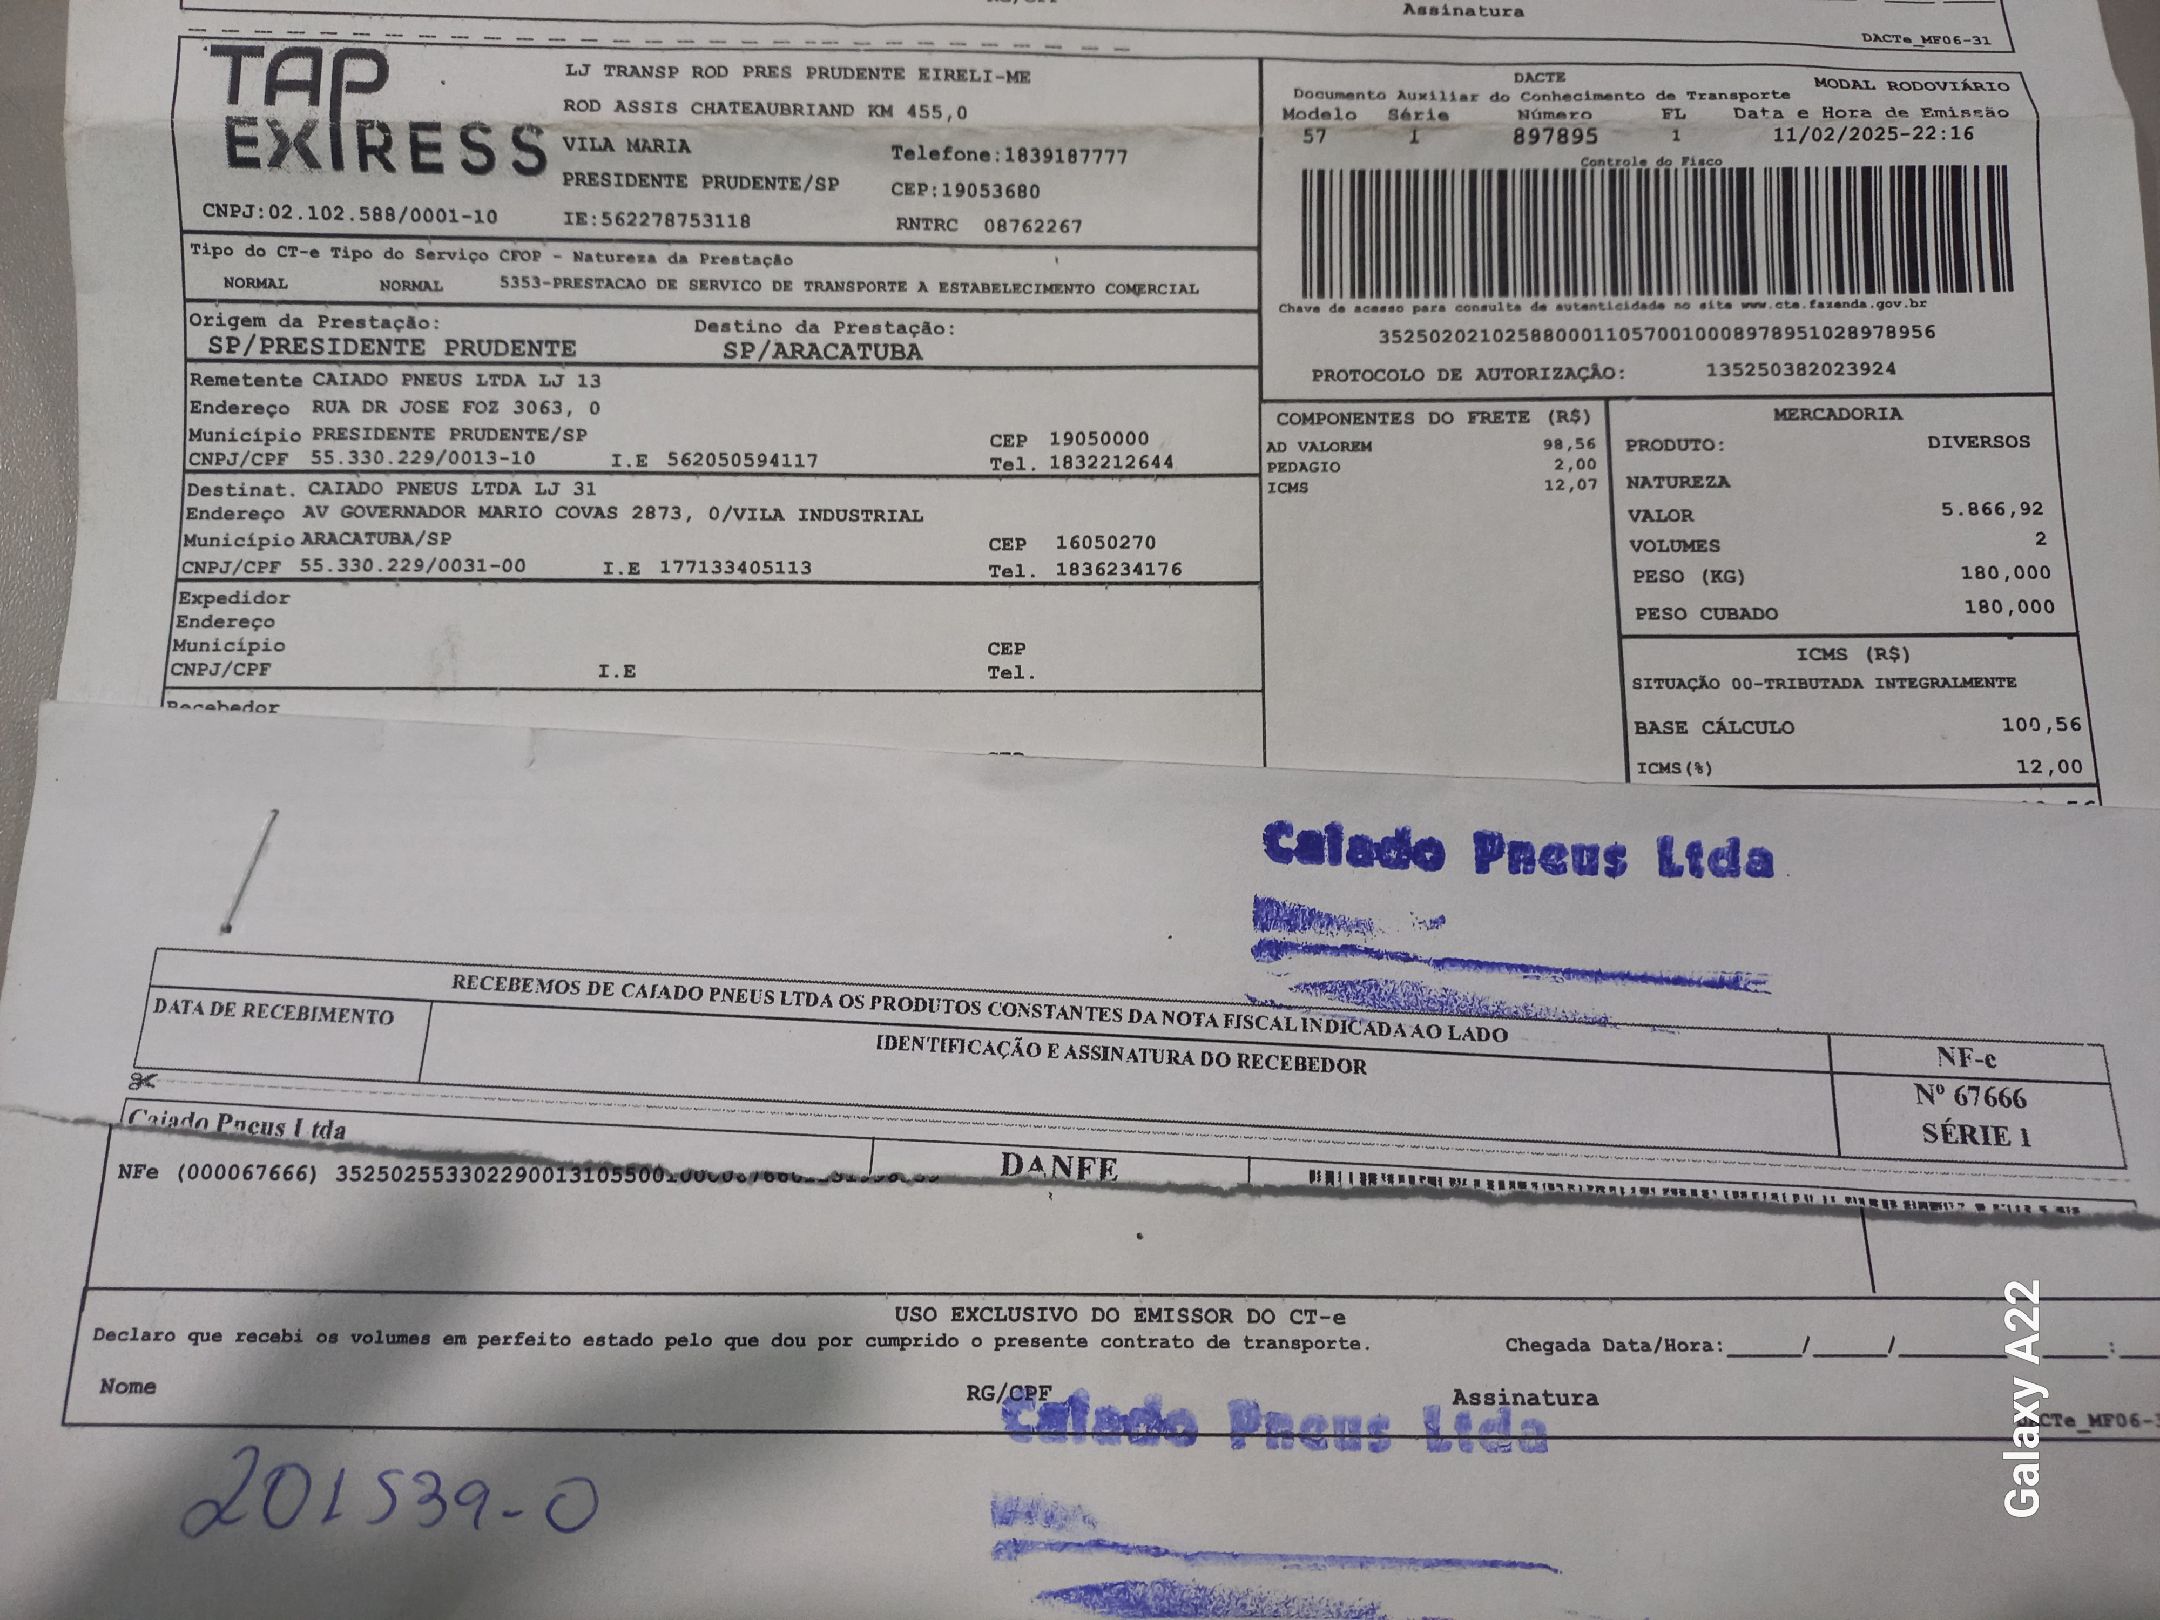 Assinatura
DACTe_MF06-31
TAP EXPRESS
CNPJ:02.102.588/0001-10
LJ TRANSP ROD PRES PRUDENTE EIRELI-ME
ROD ASSIS CHATEAUBRIAND KM 455,0
VILA MARIA Telefone:1839187777
PRESIDENTE PRUDENTE/SP CEP:19053680
IE:562278753118 RNTRC 08762267
DACTE MODAL RODOVIÁRIO
Documento Auxiliar do Conhecimento de Transporte
Modelo Série Número FL Data e Hora de Emissão
57 1 897895 1 11/02/2025-22:16
Controle do Fisco
Chave de acesso para consulta de autenticidade no site www.cte.fazenda.gov.br
35250202102588000110570010008978951028978956
PROTOCOLO DE AUTORIZAÇÃO: 135250382023924
Tipo do CT-e Tipo do Serviço CFOP - Natureza da Prestação
NORMAL NORMAL 5353-PRESTACAO DE SERVICO DE TRANSPORTE A ESTABELECIMENTO COMERCIAL
Origem da Prestação: Destino da Prestação:
SP/PRESIDENTE PRUDENTE SP/ARACATUBA
Remetente CAIADO PNEUS LTDA LJ 13
Endereço RUA DR JOSE FOZ 3063, 0
Município PRESIDENTE PRUDENTE/SP CEP 19050000
CNPJ/CPF 55.330.229/0013-10 I.E 562050594117 Tel. 1832212644
Destinat. CAIADO PNEUS LTDA LJ 31
Endereço AV GOVERNADOR MARIO COVAS 2873, 0/VILA INDUSTRIAL
Município ARACATUBA/SP CEP 16050270
CNPJ/CPF 55.330.229/0031-00 I.E 177133405113 Tel. 1836234176
Expedidor
Endereço
Município CEP
CNPJ/CPF I.E Tel.
Recebedor
COMPONENTES DO FRETE (R$)
AD VALOREM 98,56
PEDAGIO 2,00
ICMS 12,07
MERCADORIA
PRODUTO: DIVERSOS
NATUREZA
VALOR 5.866,92
VOLUMES 2
PESO (KG) 180,000
PESO CUBADO 180,000
ICMS (R$)
SITUAÇÃO 00-TRIBUTADA INTEGRALMENTE
BASE CÁLCULO 100,56
ICMS(%) 12,00
Caiado Pneus Ltda
RECEBEMOS DE CAIADO PNEUS LTDA OS PRODUTOS CONSTANTES DA NOTA FISCAL INDICADA AO LADO
DATA DE RECEBIMENTO
IDENTIFICAÇÃO E ASSINATURA DO RECEBEDOR
NF-e
Nº 67666
SÉRIE 1
Caiado Pneus Ltda
DANFE
NFe (000067666) 3525025533022900131055001
USO EXCLUSIVO DO EMISSOR DO CT-e
Declaro que recebi os volumes em perfeito estado pelo que dou por cumprido o presente contrato de transporte. Chegada Data/Hora:____/____/____ __:__
Nome RG/CPF Assinatura
DACTe_MF06-3
Caiado Pneus Ltda
201539-0
Galaxy A22